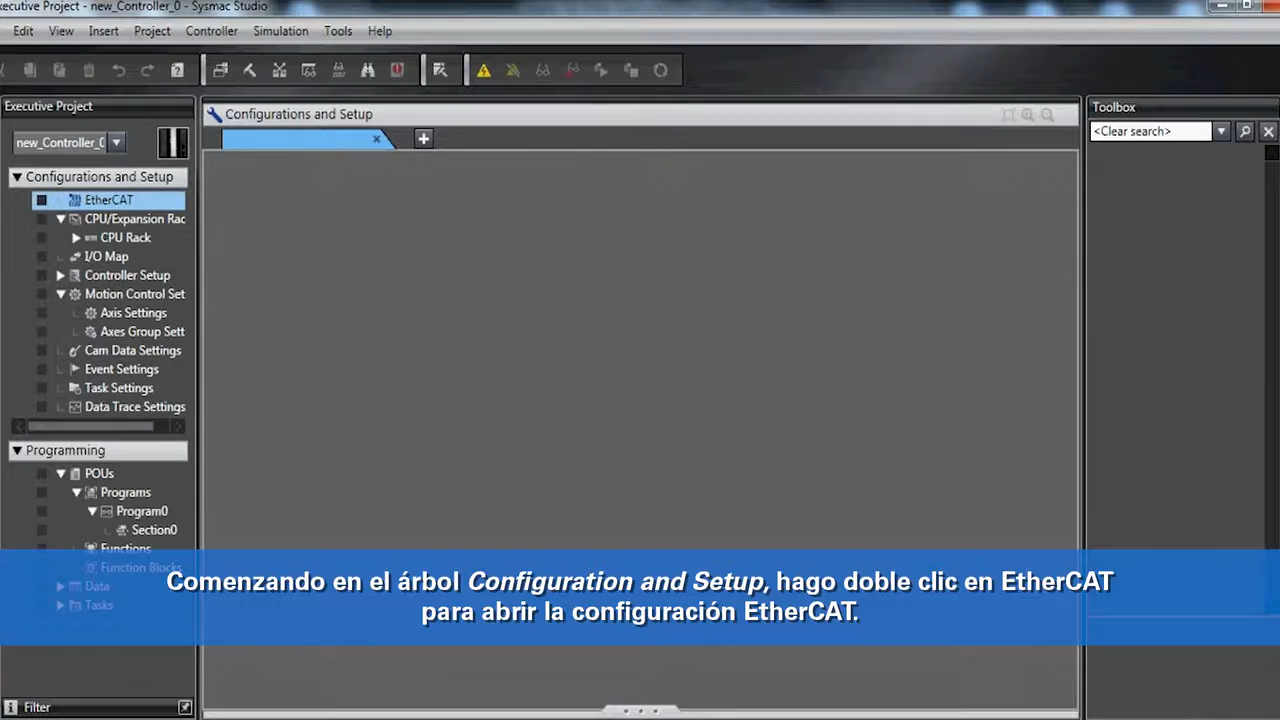 xecutive Project - new_Controller_0 - Sysmac Studio
Edit View Insert Project Controller Simulation Tools Help
Executive Project
Configurations and Setup
Toolbox
new_Controller_0
<Clear search>
Configurations and Setup
EtherCAT
CPU/Expansion Rac
CPU Rack
I/O Map
Controller Setup
Motion Control Set
Axis Settings
Axes Group Sett
Cam Data Settings
Event Settings
Task Settings
Data Trace Settings
Programming
POUs
Programs
Program0
Section0
Functions
Function Blocks
Data
Tasks
Comenzando en el árbol Configuration and Setup, hago doble clic en EtherCAT
para abrir la configuración EtherCAT.
Filter